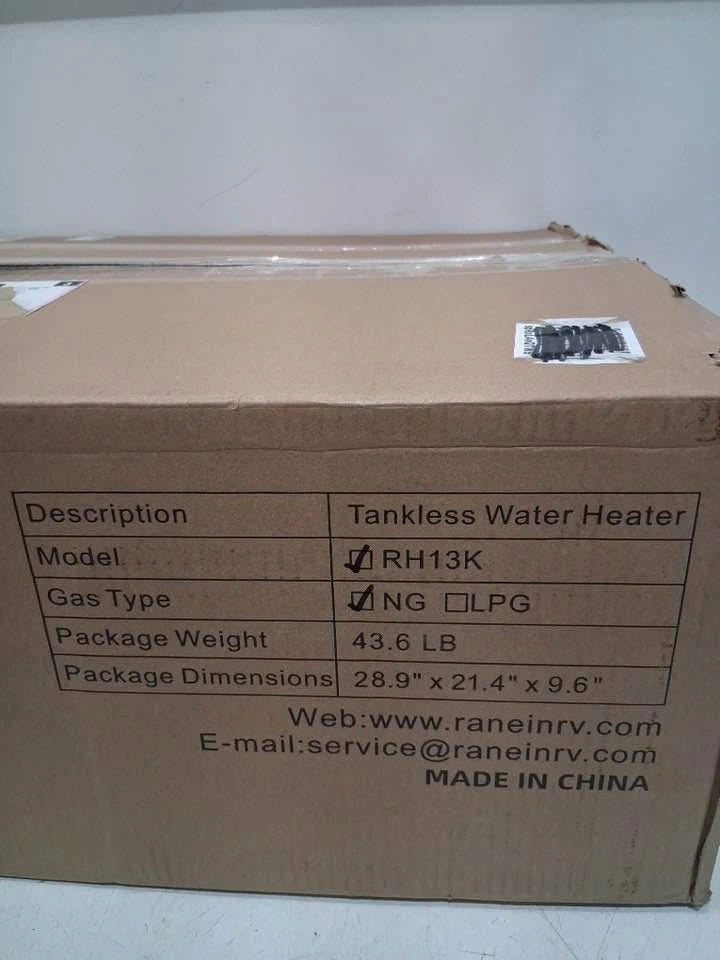 Description Tankless Water Heater
Model ☑ RH13K
Gas Type ☑ NG ☐ LPG
Package Weight 43.6 LB
Package Dimensions 28.9" x 21.4" x 9.6"
Web:www.raneinrv.com
E-mail:service@raneinrv.com
MADE IN CHINA